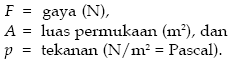 F = gaya (N),
A = luas permukaan (m²), dan
p = tekanan (N/m² = Pascal).